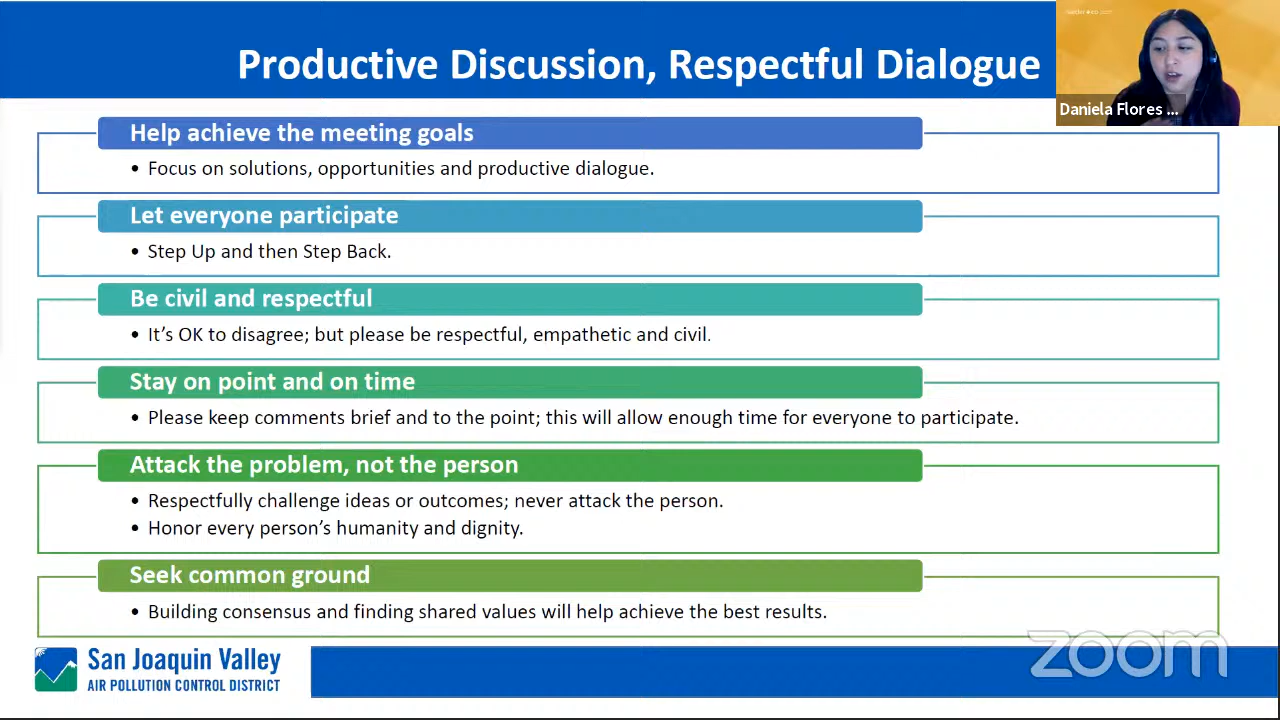 Productive Discussion, Respectful Dialogue
Daniela Flores ...
Help achieve the meeting goals
• Focus on solutions, opportunities and productive dialogue.
Let everyone participate
• Step Up and then Step Back.
Be civil and respectful
• It's OK to disagree; but please be respectful, empathetic and civil.
Stay on point and on time
• Please keep comments brief and to the point; this will allow enough time for everyone to participate.
Attack the problem, not the person
• Respectfully challenge ideas or outcomes; never attack the person.
• Honor every person's humanity and dignity.
Seek common ground
• Building consensus and finding shared values will help achieve the best results.
San Joaquin Valley
AIR POLLUTION CONTROL DISTRICT
zoom